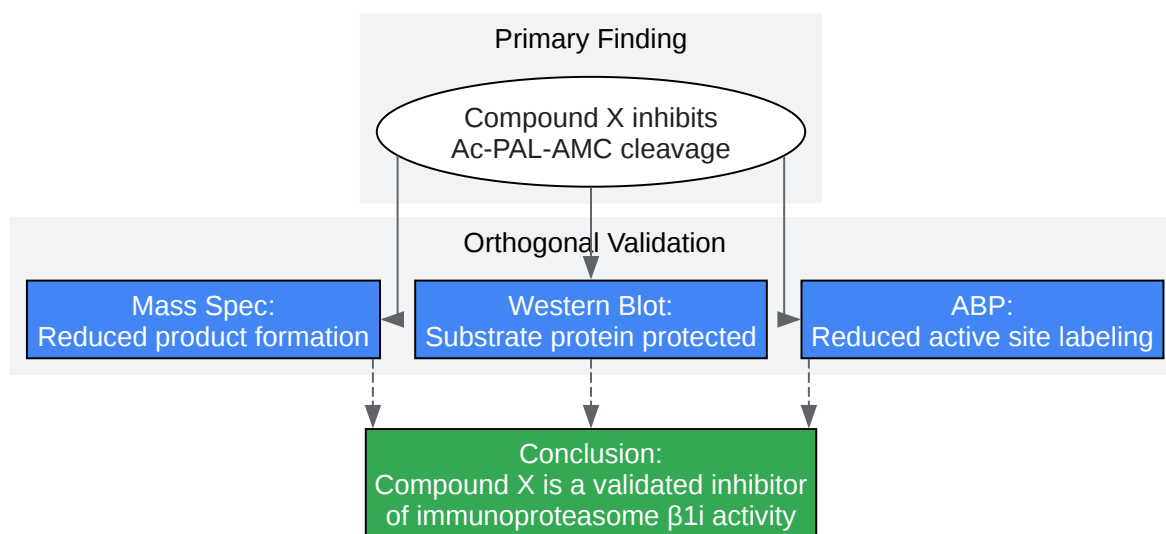 Primary Finding
Compound X inhibits
Ac-PAL-AMC cleavage
Orthogonal Validation
Mass Spec:
Reduced product formation
Western Blot:
Substrate protein protected
ABP:
Reduced active site labeling
Conclusion:
Compound X is a validated inhibitor
of immunoproteasome β1i activity